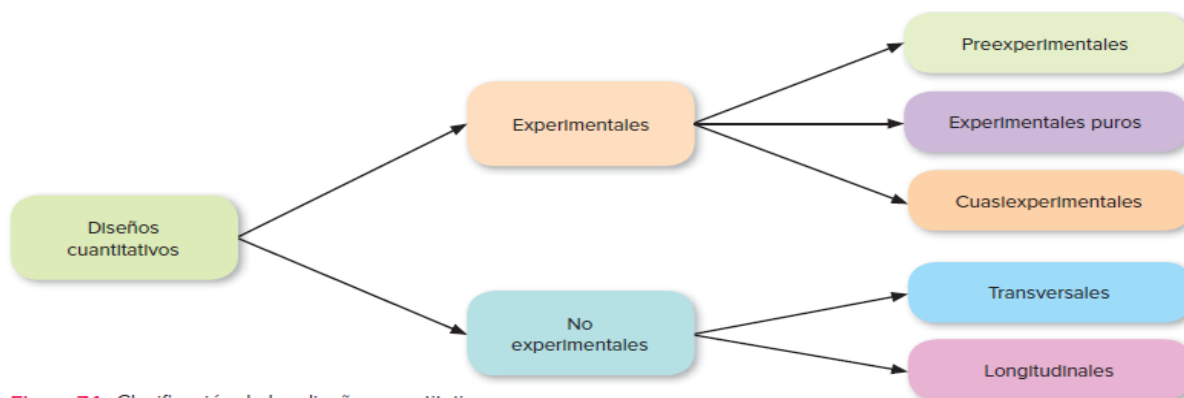 Preexperimentales
Experimentales
Experimentales puros
Cuasiexperimentales
Diseños
cuantitativos
Transversales
No
experimentales
Longitudinales